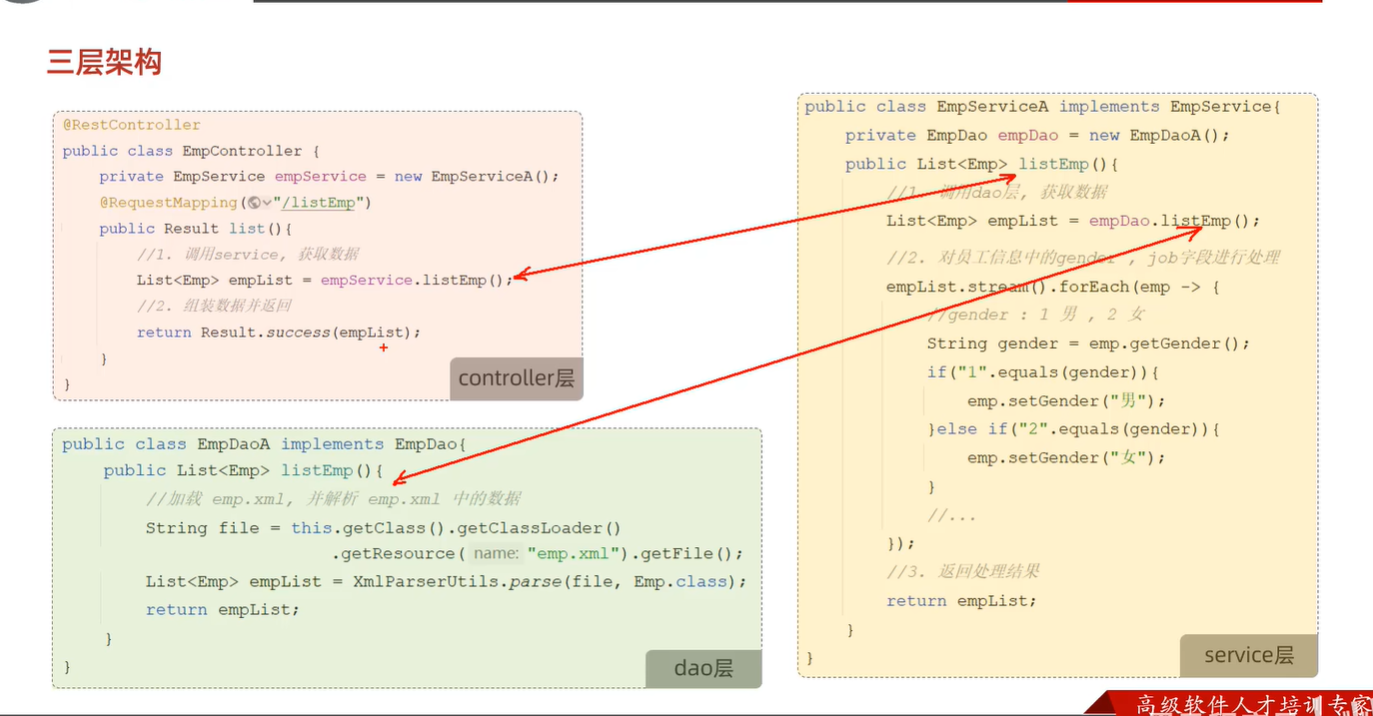 三层架构
@RestController
public class EmpController {
private EmpService empService = new EmpServiceA();
@RequestMapping("/listEmp")
public Result list(){
//1. 调用service, 获取数据
List<Emp> empList = empService.listEmp();
//2. 组装数据并返回
return Result.success(empList);
}
}
controller层
public class EmpDaoA implements EmpDao{
public List<Emp> listEmp(){
//加载 emp.xml, 并解析 emp.xml 中的数据
String file = this.getClass().getClassLoader()
.getResource( name: "emp.xml").getFile();
List<Emp> empList = XmlParserUtils.parse(file, Emp.class);
return empList;
}
}
dao层
public class EmpServiceA implements EmpService{
private EmpDao empDao = new EmpDaoA();
public List<Emp> listEmp(){
//1. 调用dao层, 获取数据
List<Emp> empList = empDao.listEmp();
//2. 对员工信息中的gender , job字段进行处理
empList.stream().forEach(emp -> {
//gender : 1 男 , 2 女
String gender = emp.getGender();
if("1".equals(gender)){
emp.setGender("男");
}else if("2".equals(gender)){
emp.setGender("女");
}
//...
});
//3. 返回处理结果
return empList;
}
}
service层
高级软件人才培训专家